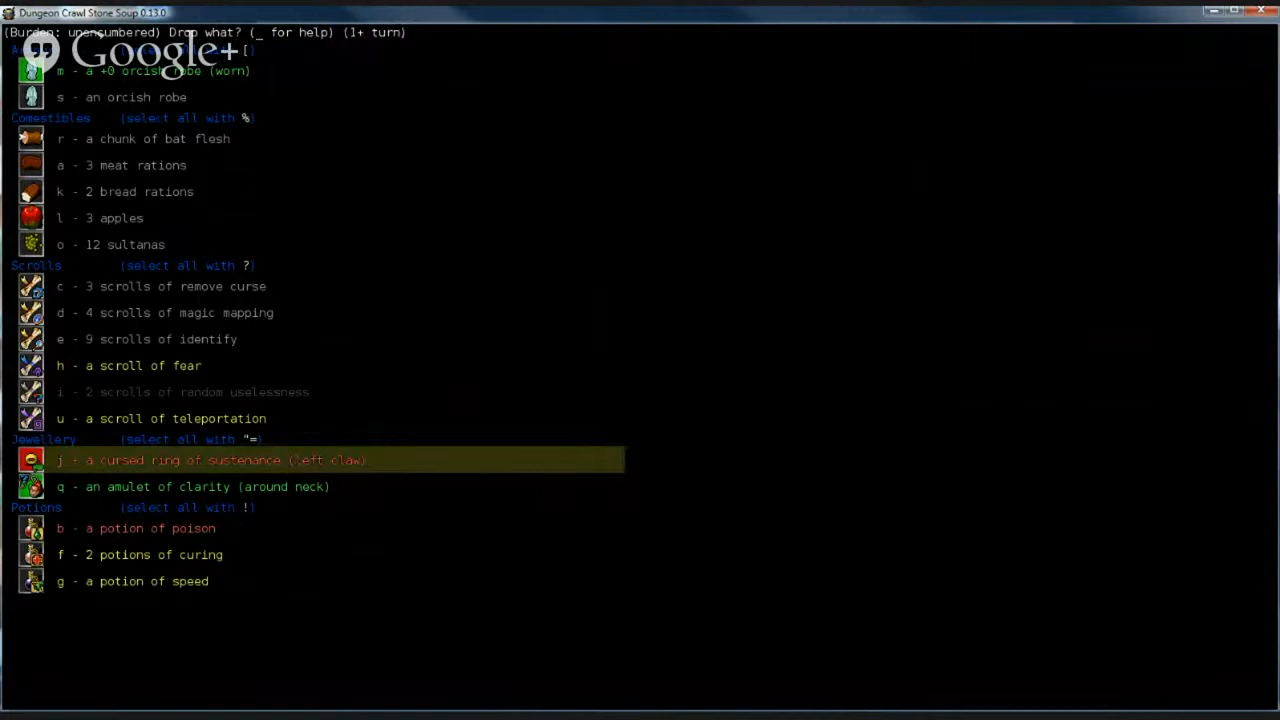 Dungeon Crawl Stone Soup 0.13.0
(Burden: unencumbered) Drop what? (_ for help) (1+ turn)
Google+
[)
m - a +0 orcish robe (worn)
s - an orcish robe
Comestibles (select all with %)
r - a chunk of bat flesh
a - 3 meat rations
k - 2 bread rations
l - 3 apples
o - 12 sultanas
Scrolls (select all with ?)
c - 3 scrolls of remove curse
d - 4 scrolls of magic mapping
e - 9 scrolls of identify
h - a scroll of fear
i - 2 scrolls of random uselessness
u - a scroll of teleportation
Jewellery (select all with "=)
j - a cursed ring of sustenance (left claw)
q - an amulet of clarity (around neck)
Potions (select all with !)
b - a potion of poison
f - 2 potions of curing
g - a potion of speed